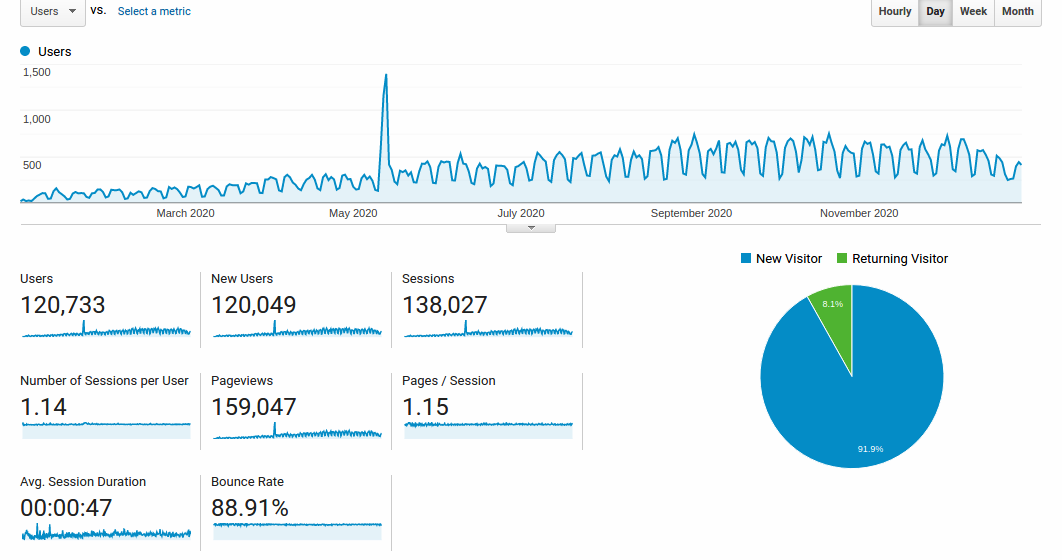 Users vs. Select a metric Hourly Day Week Month
Users
1,500
1,000
500
March 2020 May 2020 July 2020 September 2020 November 2020
New Visitor Returning Visitor
Users New Users Sessions
120,733 120,049 138,027
8.1%
Number of Sessions per User Pageviews Pages / Session
1.14 159,047 1.15
91.9%
Avg. Session Duration Bounce Rate
00:00:47 88.91%